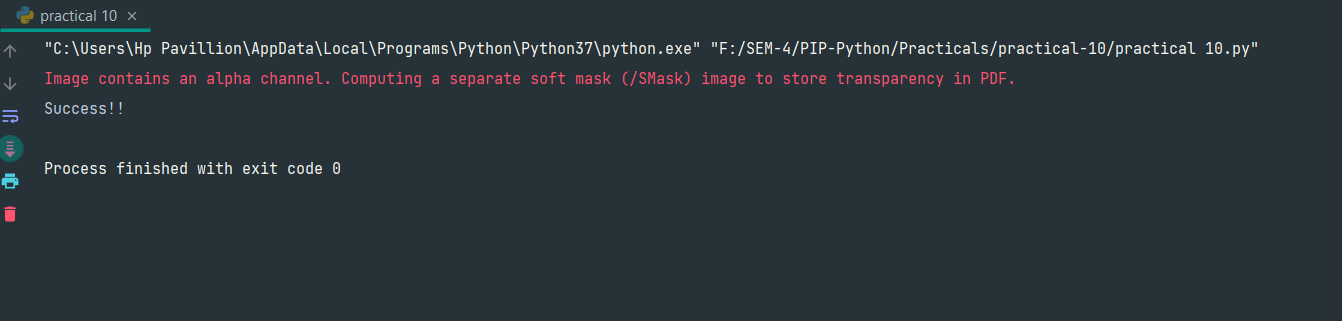 practical 10
"C:\Users\Hp Pavillion\AppData\Local\Programs\Python\Python37\python.exe" "F:/SEM-4/PIP-Python/Practicals/practical-10/practical 10.py"
Image contains an alpha channel. Computing a separate soft mask (/SMask) image to store transparency in PDF.
Success!!
Process finished with exit code 0